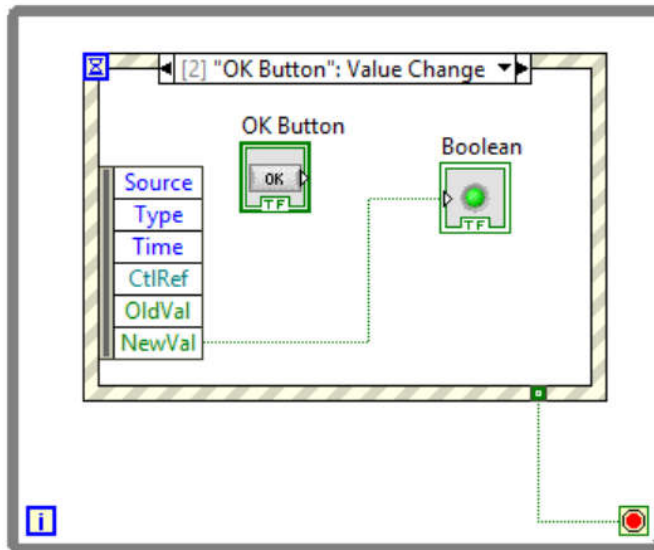 [2] "OK Button": Value Change
OK Button
OK
TF
Boolean
TF
Source
Type
Time
CtlRef
OldVal
NewVal
i